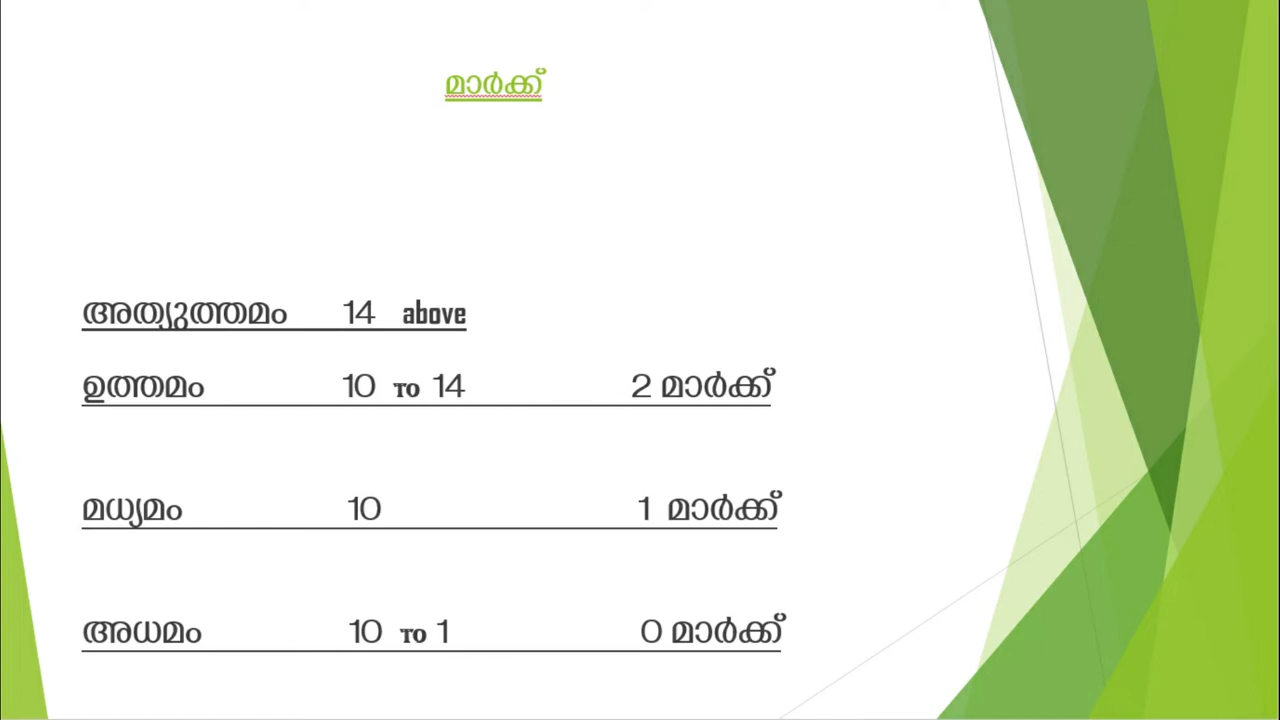 മാർക്ക്
അത്യുത്തമം 14 above
ഉത്തമം 10 TO 14 2 മാർക്ക്
മധ്യമം 10 1 മാർക്ക്
അധമം 10 TO 1 0 മാർക്ക്